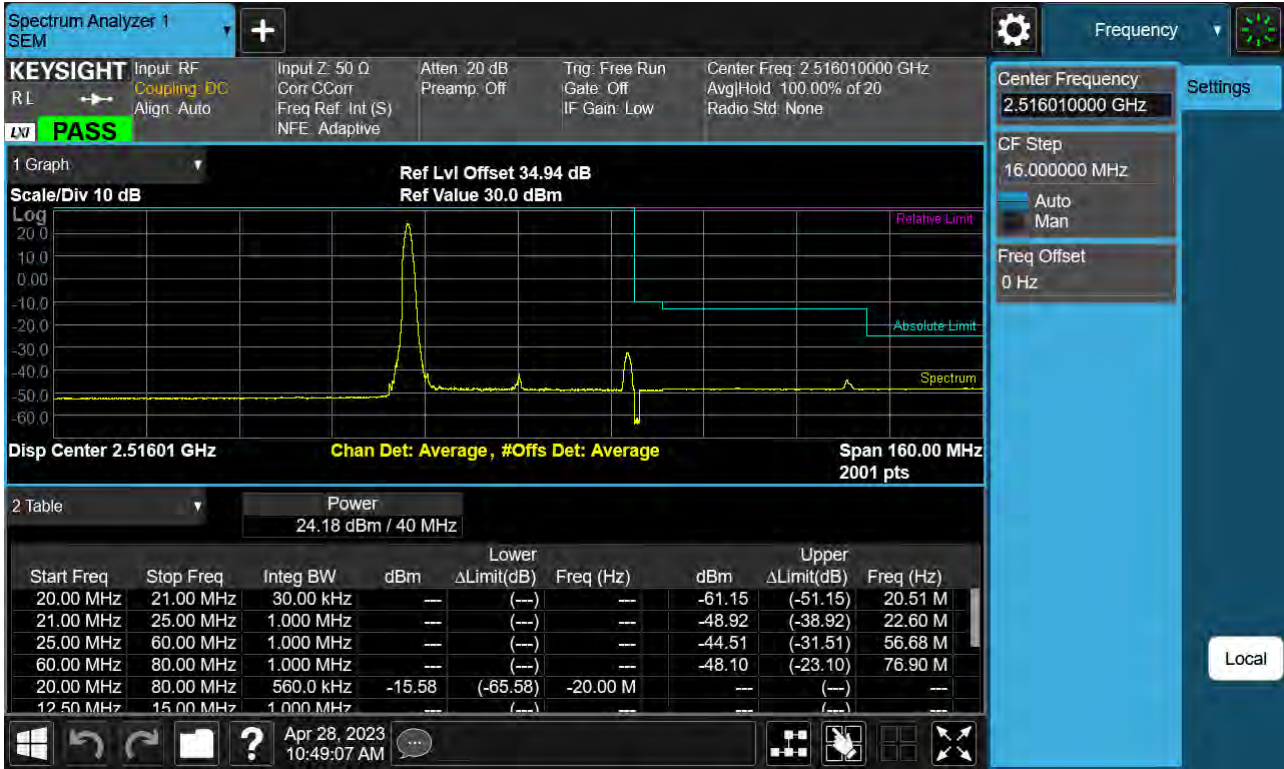 Spectrum Analyzer 1
SEM
Frequency
KEYSIGHT
R L
LXI
PASS
Input: RF
Coupling: DC
Align: Auto
Input Z: 50 Ω
Corr CCorr
Freq Ref: Int (S)
NFE: Adaptive
Atten: 20 dB
Preamp: Off
Trig: Free Run
Gate: Off
IF Gain: Low
Center Freq: 2.516010000 GHz
Avg|Hold: 100.00% of 20
Radio Std: None
Center Frequency
2.516010000 GHz
Settings
CF Step
16.000000 MHz
Auto
Man
Freq Offset
0 Hz
Local
1 Graph
Scale/Div 10 dB
Ref Lvl Offset 34.94 dB
Ref Value 30.0 dBm
Log
20.0
10.0
0.00
-10.0
-20.0
-30.0
-40.0
-50.0
-60.0
Relative Limit
Absolute Limit
Spectrum
Disp Center 2.51601 GHz
Chan Det: Average, #Offs Det: Average
Span 160.00 MHz
2001 pts
2 Table
Power
24.18 dBm / 40 MHz
Lower Upper
Start Freq Stop Freq Integ BW dBm ΔLimit(dB) Freq (Hz) dBm ΔLimit(dB) Freq (Hz)
20.00 MHz 21.00 MHz 30.00 kHz --- (---) --- -61.15 (-51.15) 20.51 M
21.00 MHz 25.00 MHz 1.000 MHz --- (---) --- -48.92 (-38.92) 22.60 M
25.00 MHz 60.00 MHz 1.000 MHz --- (---) --- -44.51 (-31.51) 56.68 M
60.00 MHz 80.00 MHz 1.000 MHz --- (---) --- -48.10 (-23.10) 76.90 M
20.00 MHz 80.00 MHz 560.0 kHz -15.58 (-65.58) -20.00 M --- (---) ---
12.50 MHz 15.00 MHz 1.000 MHz --- (---) --- --- (---) ---
Apr 28, 2023
10:49:07 AM